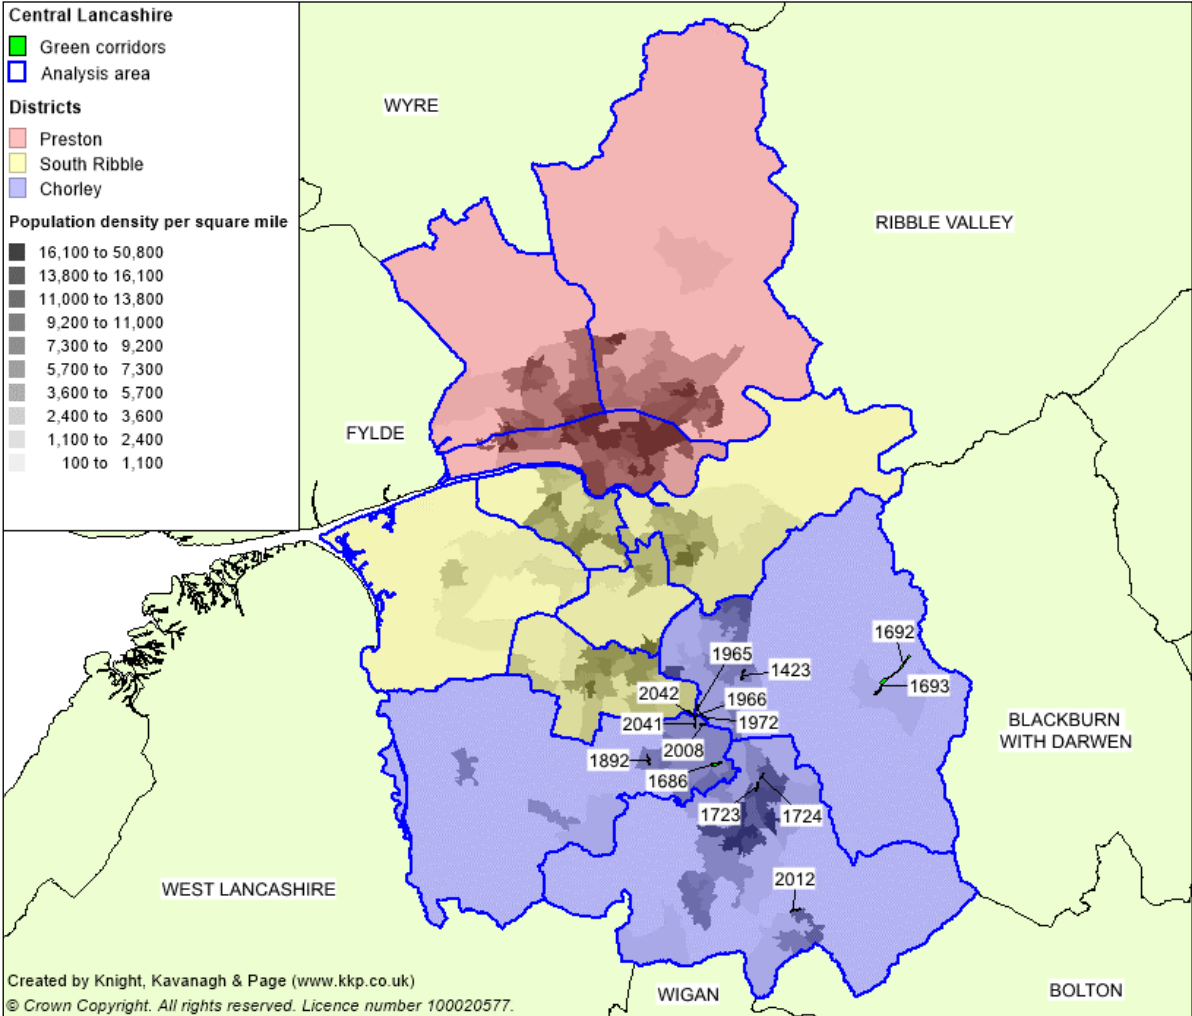 Central Lancashire
Green corridors
Analysis area
Districts
Preston
South Ribble
Chorley
Population density per square mile
16,100 to 50,800
13,800 to 16,100
11,000 to 13,800
9,200 to 11,000
7,300 to 9,200
5,700 to 7,300
3,600 to 5,700
2,400 to 3,600
1,100 to 2,400
100 to 1,100
WYRE
RIBBLE VALLEY
FYLDE
1692
1965
1423
1693
2042
1966
2041
1972
BLACKBURN
WITH DARWEN
2008
1892
1686
1723
1724
2012
WEST LANCASHIRE
WIGAN
BOLTON
Created by Knight, Kavanagh & Page (www.kkp.co.uk)
© Crown Copyright. All rights reserved. Licence number 100020577.